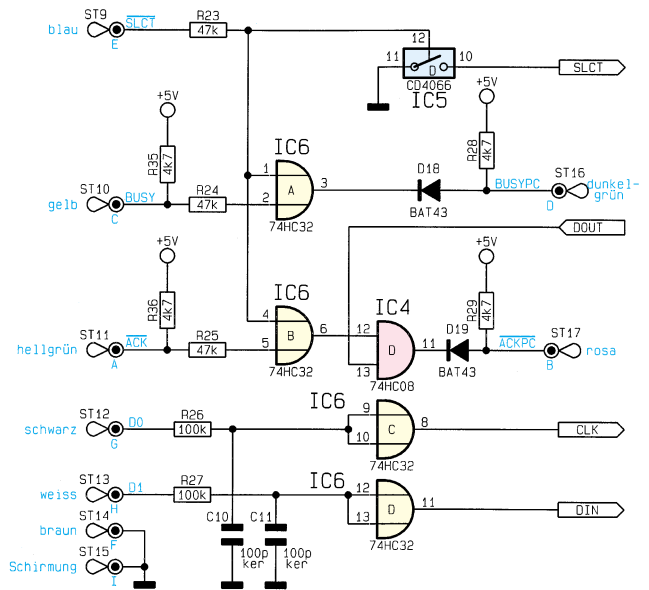 ST9
blau
SLCT
E
R23
47k
12
11
10
D
CD4066
IC5
SLCT
+5V
R35
4k7
IC6
1
2
A
3
74HC32
+5V
R28
4k7
D18
BAT43
BUSYPC
ST16
D
dunkel-
grün
ST10
gelb
BUSY
C
R24
47k
DOUT
+5V
R36
4k7
IC6
4
5
B
6
74HC32
IC4
12
13
D
11
74HC08
D19
BAT43
+5V
R29
4k7
ACKPC
ST17
B
rosa
ST11
hellgrün
ACK
A
R25
47k
ST12
schwarz
D0
G
R26
100k
IC6
9
10
C
8
74HC32
CLK
ST13
weiss
D1
H
R27
100k
IC6
12
13
D
11
74HC32
DIN
ST14
braun
F
C10
100p
ker
C11
100p
ker
ST15
Schirmung
I